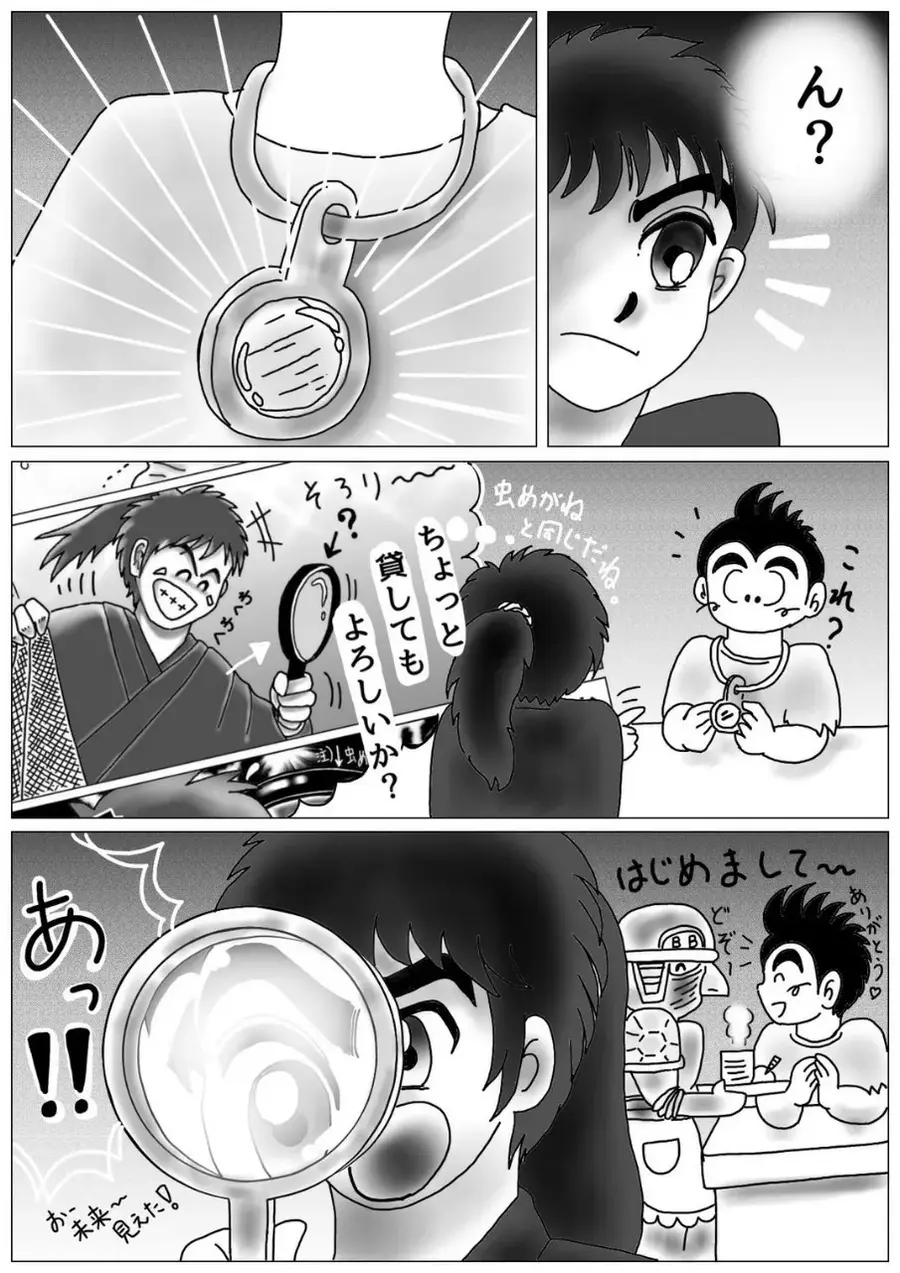 ん?
これ?
虫めがね
と同じだね。
ちょっと
貸しても
よろしいか?
そろり〜〜
?
へらへら
注)↓虫め
はじめまして〜
どぞー
ありがとう♡
BB
あっ!!
おー
未来〜
見えた!